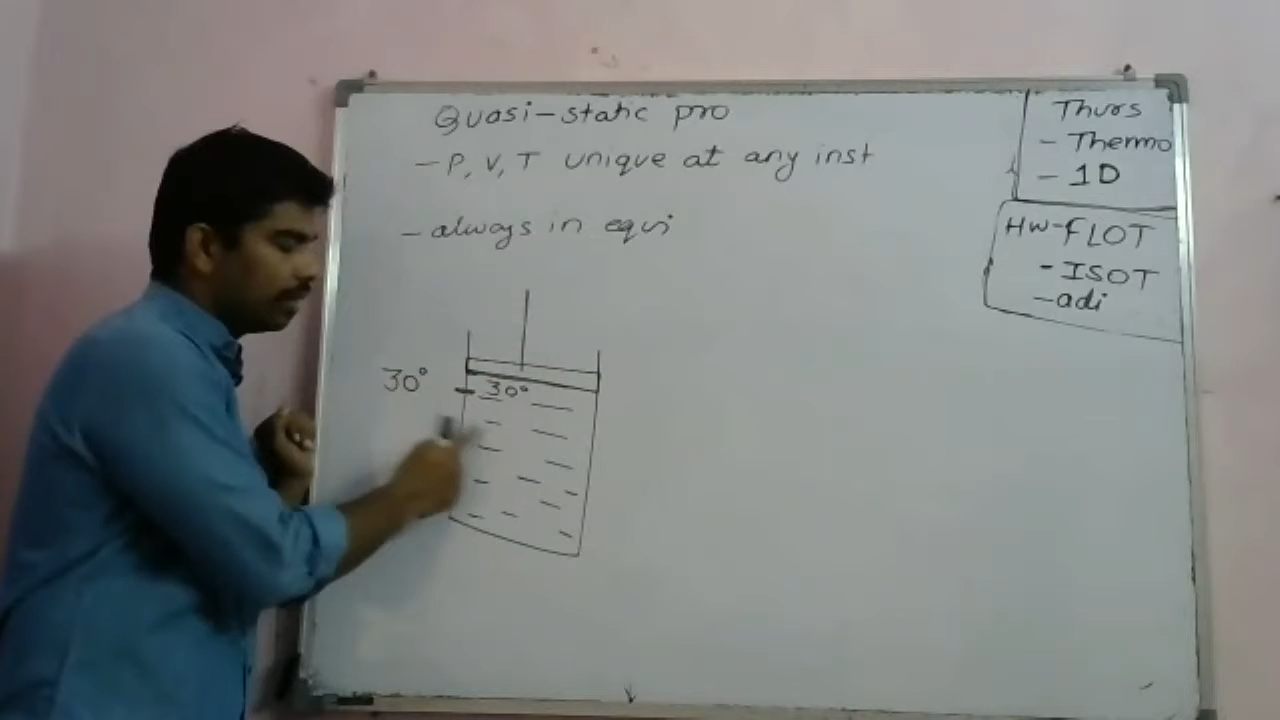 Quasi-static pro
- P, V, T unique at any inst
- always in equi
30°
30°
Thurs
- Thermo
- 1D
HW - FLOT
- ISOT
- adi